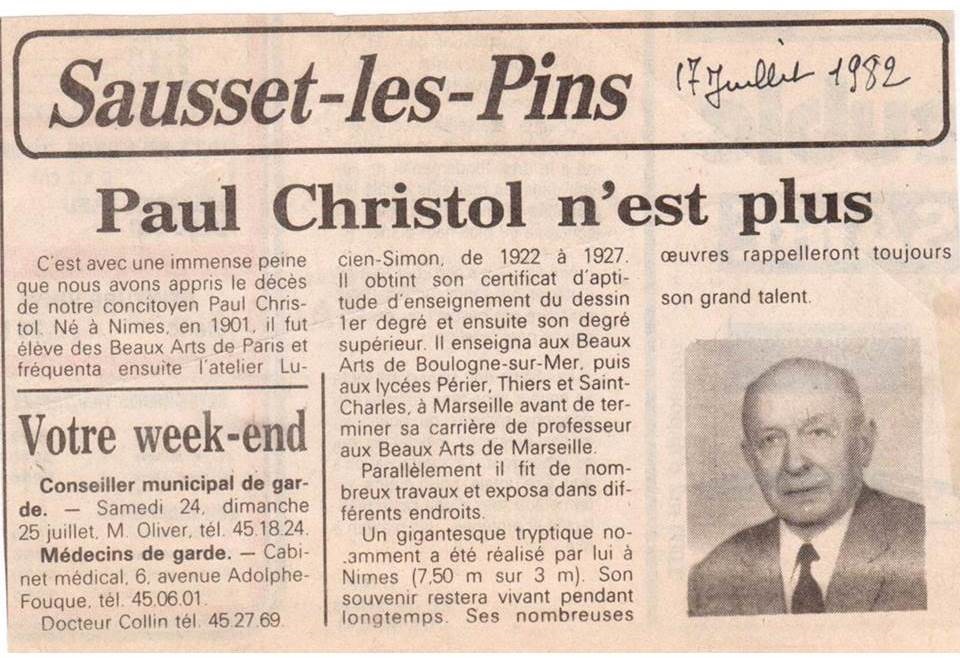 Sausset-les-Pins
17 Juillet 1982
Paul Christol n'est plus
C'est avec une immense peine
que nous avons appris le décès
de notre concitoyen Paul Chris-
tol. Né à Nimes, en 1901, il fut
élève des Beaux Arts de Paris et
fréquenta ensuite l'atelier Lu-
cien-Simon, de 1922 à 1927.
Il obtint son certificat d'apti-
tude d'enseignement du dessin
1er degré et ensuite son degré
supérieur. Il enseigna aux Beaux
Arts de Boulogne-sur-Mer, puis
aux lycées Périer, Thiers et Saint-
Charles, à Marseille avant de ter-
miner sa carrière de professeur
aux Beaux Arts de Marseille.
Parallèlement il fit de nom-
breux travaux et exposa dans dif-
férents endroits.
Un gigantesque tryptique no-
.amment a été réalisé par lui à
Nimes (7,50 m sur 3 m). Son
souvenir restera vivant pendant
longtemps. Ses nombreuses
œuvres rappelleront toujours
son grand talent.
Votre week-end
Conseiller municipal de gar-
de. — Samedi 24, dimanche
25 juillet, M. Oliver, tél. 45.18.24.
Médecins de garde. — Cabi-
net médical, 6, avenue Adolphe-
Fouque, tél. 45.06.01.
Docteur Collin tél. 45.27.69.